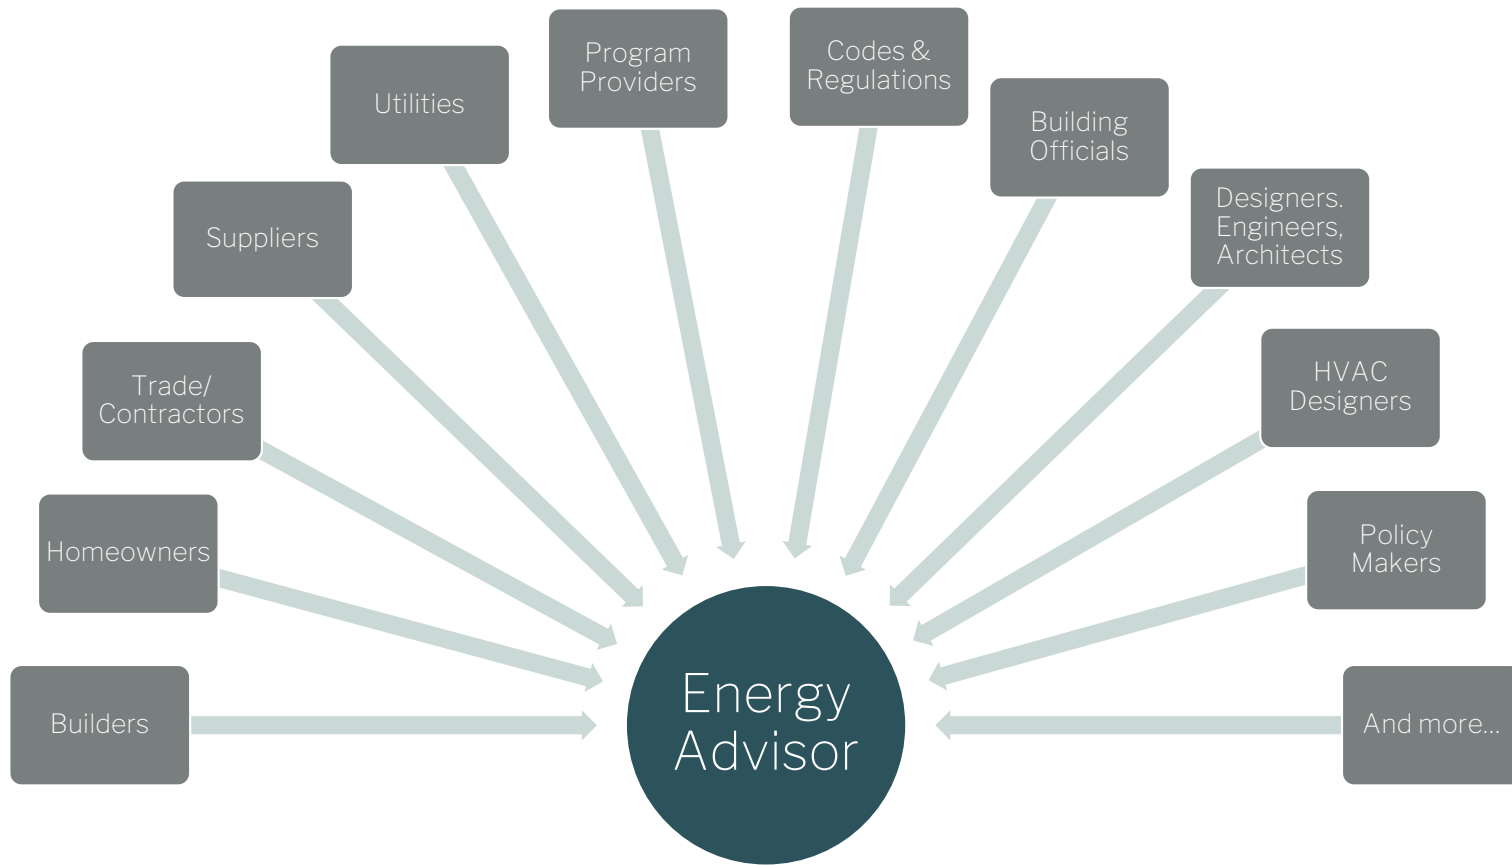 Program
Providers
Codes &
Regulations
Utilities
Building
Officials
Suppliers
Designers.
Engineers,
Architects
Trade/
Contractors
HVAC
Designers
Homeowners
Policy
Makers
Builders
Energy
Advisor
And more...